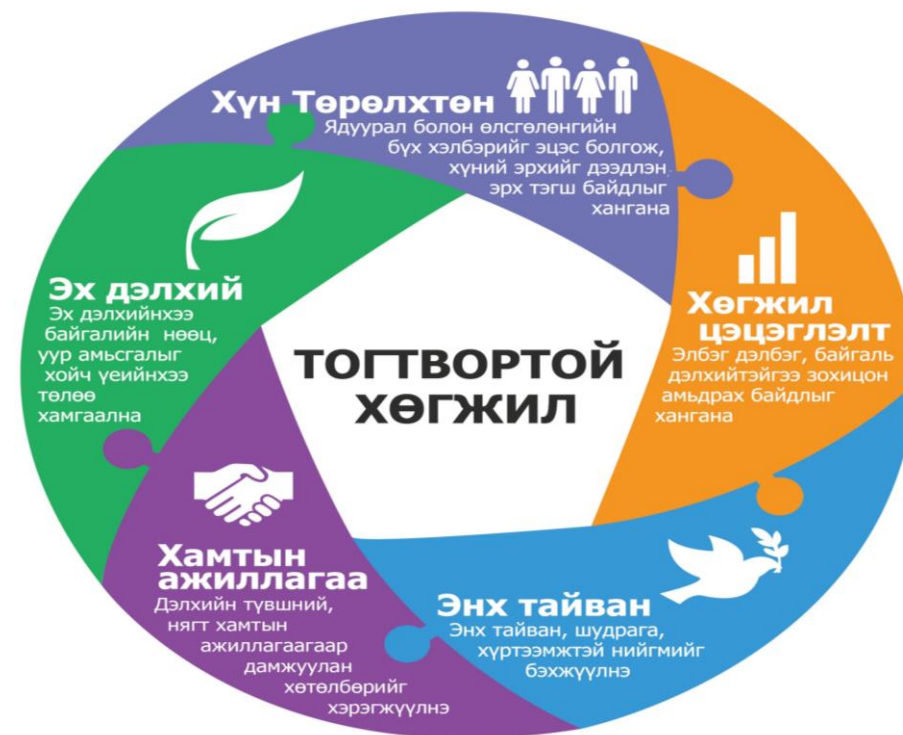 Хүн Төрөлхтөн
Ядуурал болон өлсгөлөнгийн
бүх хэлбэрийг эцэс болгож,
хүний эрхийг дээдлэн
эрх тэгш байдлыг
хангана
Хөгжил
цэцэглэлт
Элбэг дэлбэг, байгаль
дэлхийтэйгээ зохицон
амьдрах байдлыг
хангана
Энх тайван
Энх тайван, шудрага,
хүртээмжтэй нийгмийг
бэхжүүлнэ
Хамтын
ажиллагаа
Дэлхийн түвшний,
нягт хамтын
ажиллагаагаар
дамжуулан
хөтөлбөрийг
хэрэгжүүлнэ
Эх дэлхий
Эх дэлхийнхээ
байгалийн нөөц,
уур амьсгалыг
хойч үеийнхээ
төлөө
хамгаална
ТОГТВОРТОЙ
ХӨГЖИЛ